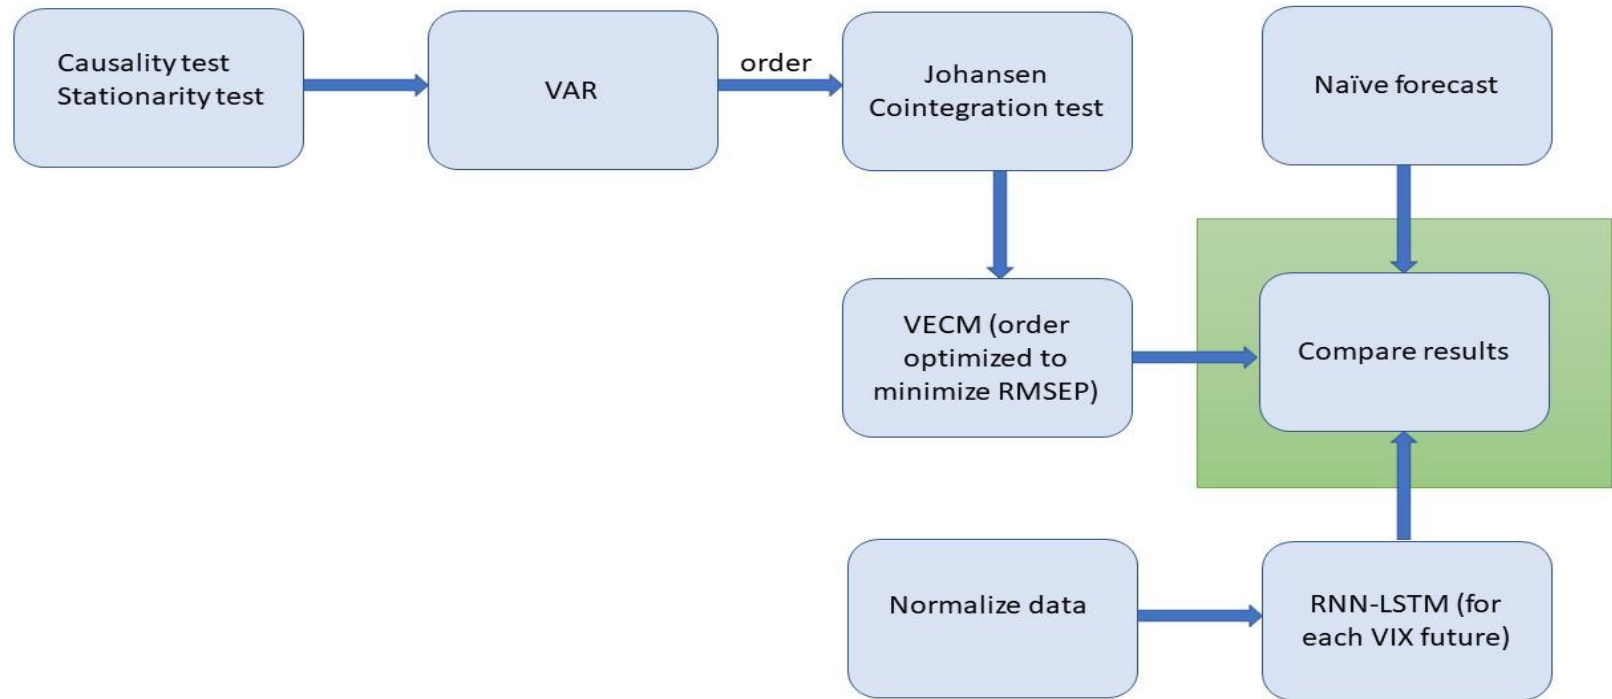 Causality test
Stationarity test
VAR
order
Johansen
Cointegration test
Naïve forecast
VECM (order
optimized to
minimize RMSEP)
Compare results
Normalize data
RNN-LSTM (for
each VIX future)